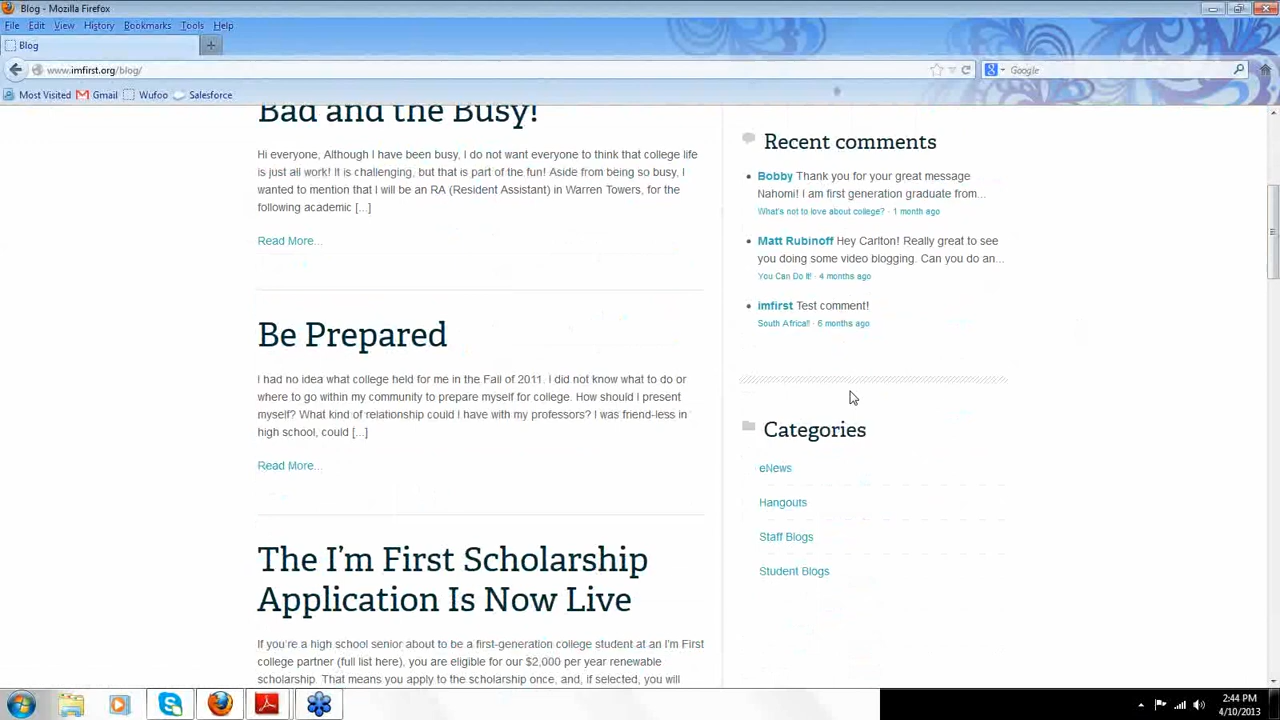 Blog - Mozilla Firefox
File Edit View History Bookmarks Tools Help
Blog
www.imfirst.org/blog/
Google
Most Visited Gmail Wufoo Salesforce
Bad and the Busy!
Hi everyone, Although I have been busy, I do not want everyone to think that college life
is just all work! It is challenging, but that is part of the fun! Aside from being so busy, I
wanted to mention that I will be an RA (Resident Assistant) in Warren Towers, for the
following academic [...]
Read More...
Be Prepared
I had no idea what college held for me in the Fall of 2011. I did not know what to do or
where to go within my community to prepare myself for college. How should I present
myself? What kind of relationship could I have with my professors? I was friend-less in
high school, could [...]
Read More...
The I'm First Scholarship
Application Is Now Live
If you're a high school senior about to be a first-generation college student at an I'm First
college partner (full list here), you are eligible for our $2,000 per year renewable
scholarship. That means you apply to the scholarship once, and, if selected, you will
Recent comments
Bobby Thank you for your great message
Nahomi! I am first generation graduate from...
What's not to love about college? · 1 month ago
Matt Rubinoff Hey Carlton! Really great to see
you doing some video blogging. Can you do an...
You Can Do It! · 4 months ago
imfirst Test comment!
South Africa!! · 6 months ago
Categories
eNews
Hangouts
Staff Blogs
Student Blogs
2:44 PM
4/10/2013